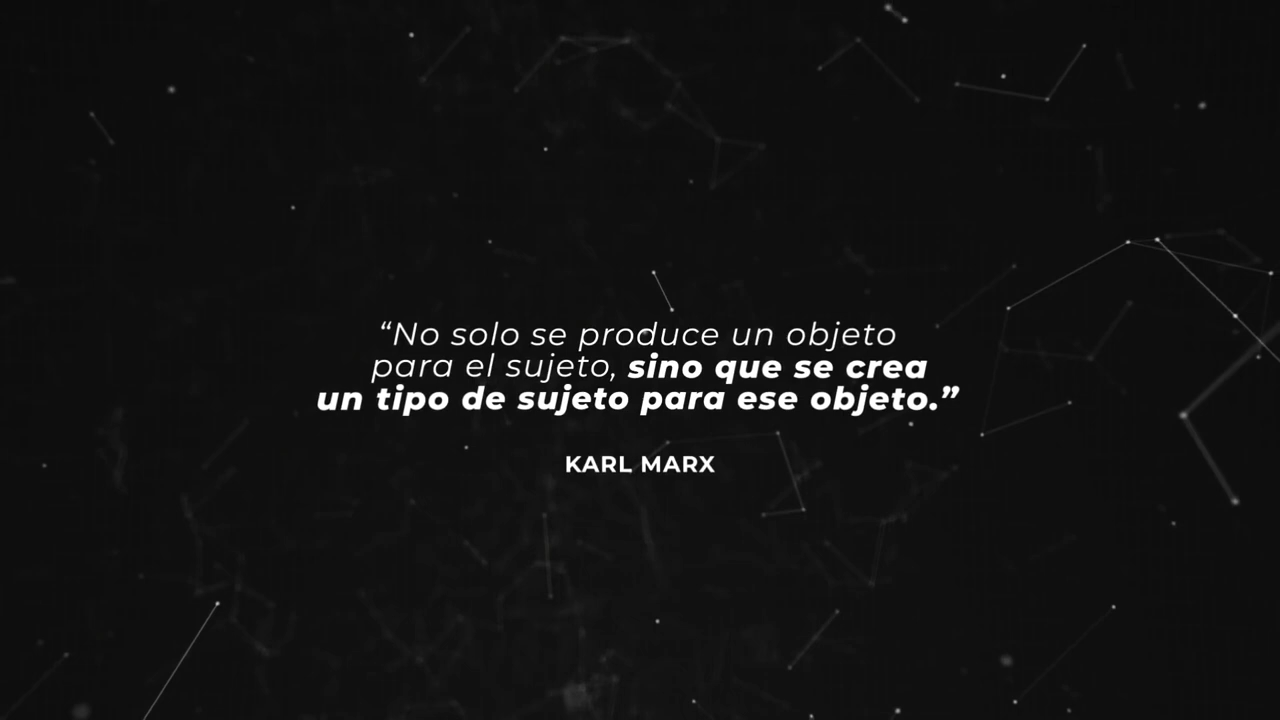 “No solo se produce un objeto
para el sujeto, sino que se crea
un tipo de sujeto para ese objeto.”
KARL MARX